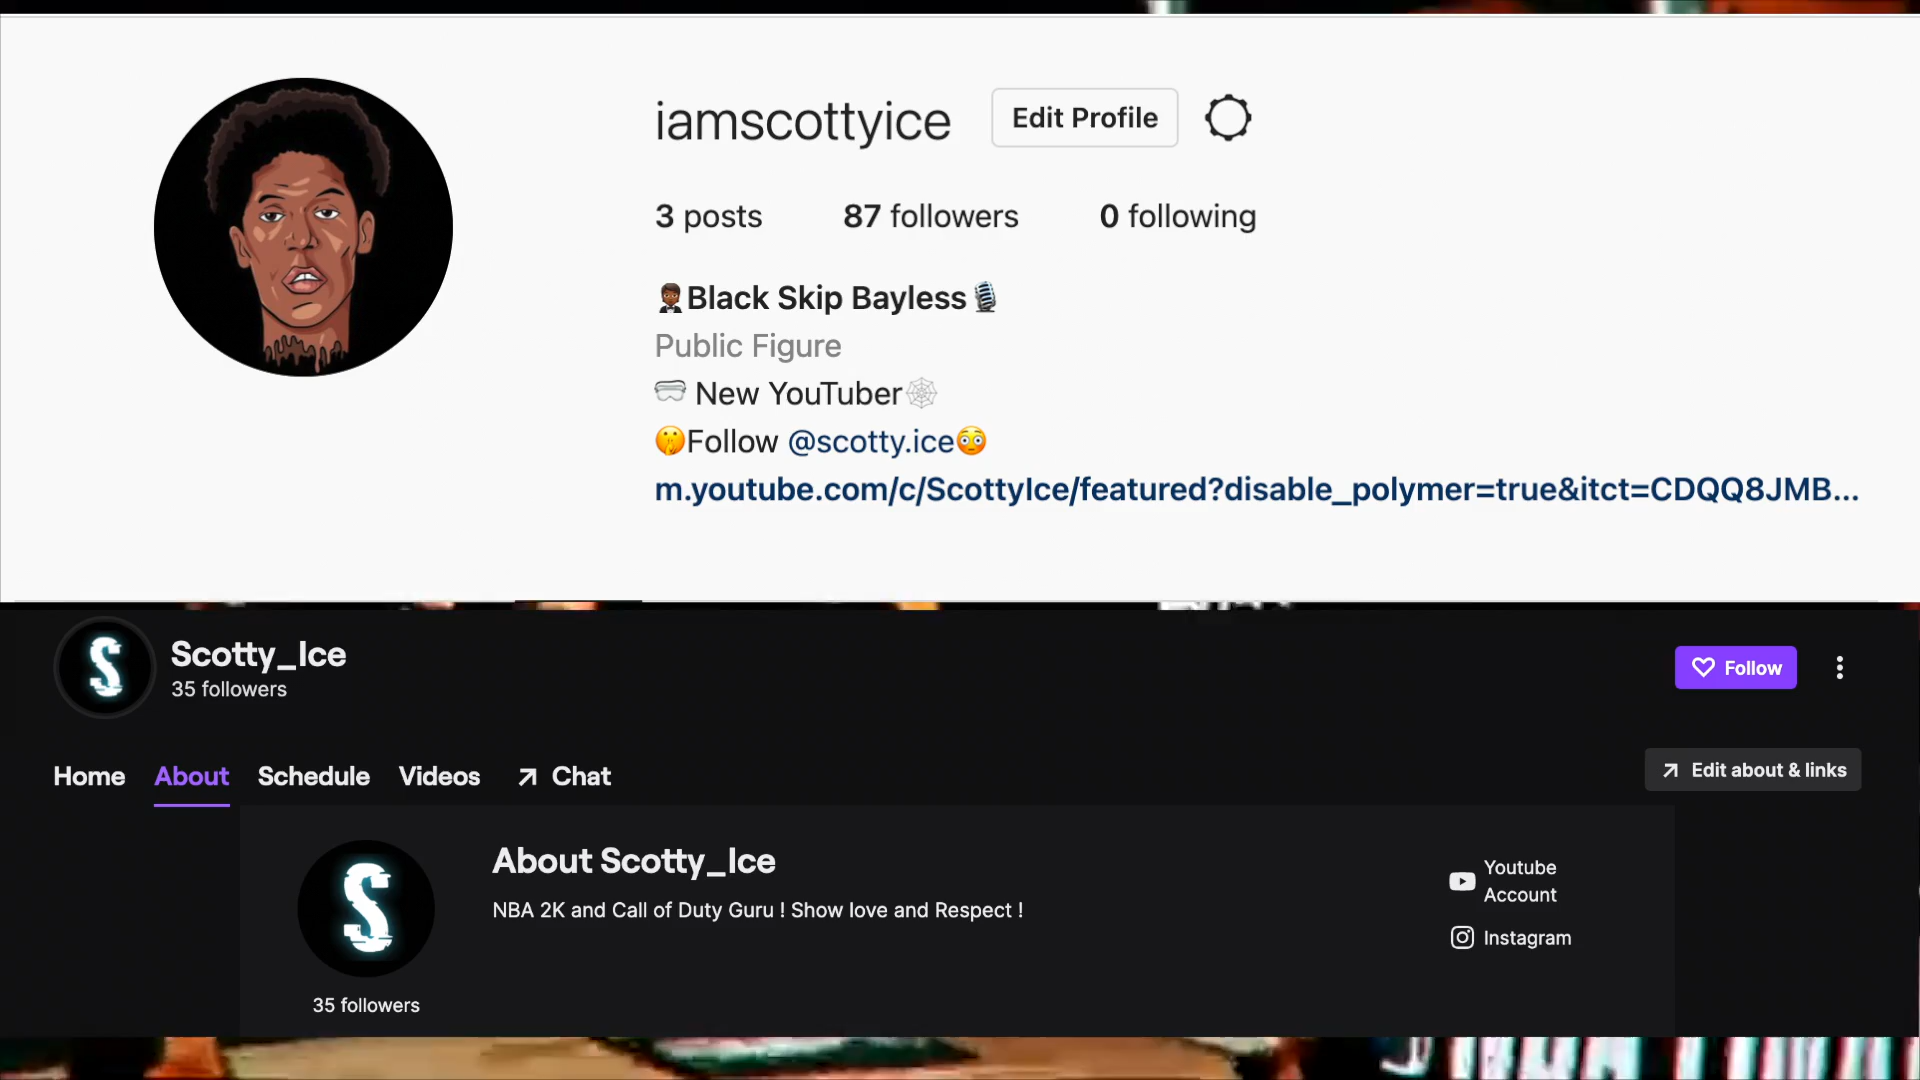 iamscottyice Edit Profile
3 posts 87 followers 0 following
🤵🏾Black Skip Bayless🎙
Public Figure
🥽 New YouTuber🕸
🤫Follow @scotty.ice😳
m.youtube.com/c/ScottyIce/featured?disable_polymer=true&itct=CDQQ8JMB...
S
Scotty_Ice
35 followers
Follow
Home About Schedule Videos Chat
Edit about & links
S
35 followers
About Scotty_Ice
NBA 2K and Call of Duty Guru ! Show love and Respect !
Youtube
Account
Instagram